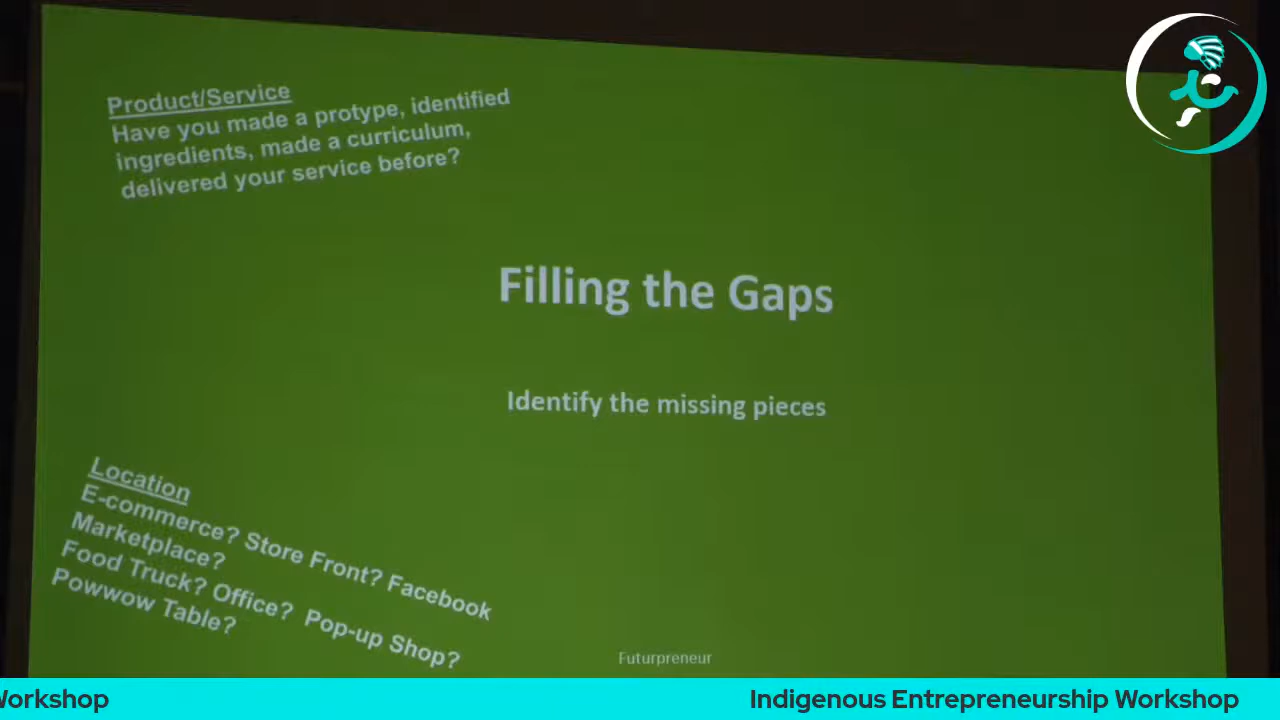 Product/Service
Have you made a protype, identified
ingredients, made a curriculum,
delivered your service before?
Filling the Gaps
Identify the missing pieces
Location
E-commerce? Store Front? Facebook
Marketplace?
Food Truck? Office? Pop-up Shop?
Powwow Table?
Futurpreneur
Workshop
Indigenous Entrepreneurship Workshop